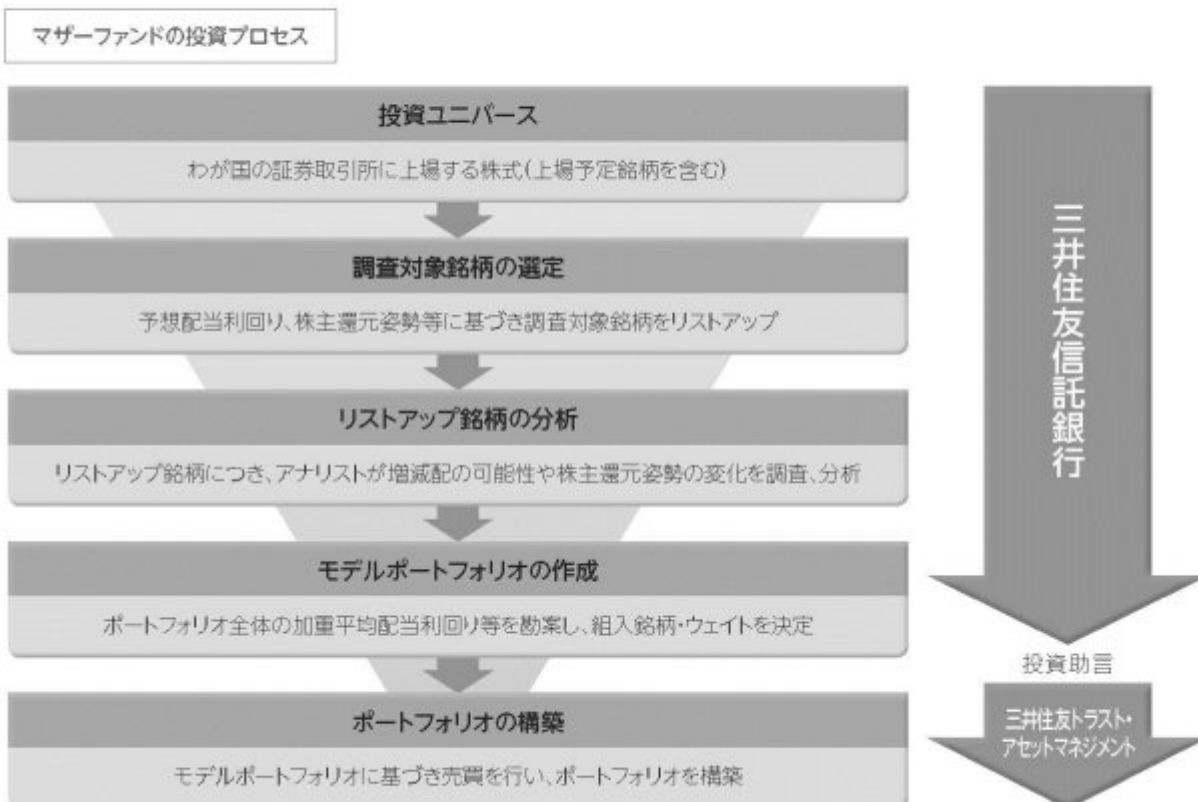 マザーファンドの投資プロセス
投資ユニバース
わが国の証券取引所に上場する株式(上場予定銘柄を含む)
調査対象銘柄の選定
予想配当利回り、株主還元姿勢等に基づき調査対象銘柄をリストアップ
リストアップ銘柄の分析
リストアップ銘柄につき、アナリストが増減配の可能性や株主還元姿勢の変化を調査、分析
モデルポートフォリオの作成
ポートフォリオ全体の加重平均配当利回り等を勘案し、組入銘柄・ウェイトを決定
ポートフォリオの構築
モデルポートフォリオに基づき売買を行い、ポートフォリオを構築
三井住友信託銀行
投資助言
三井住友トラスト・
アセットマネジメント